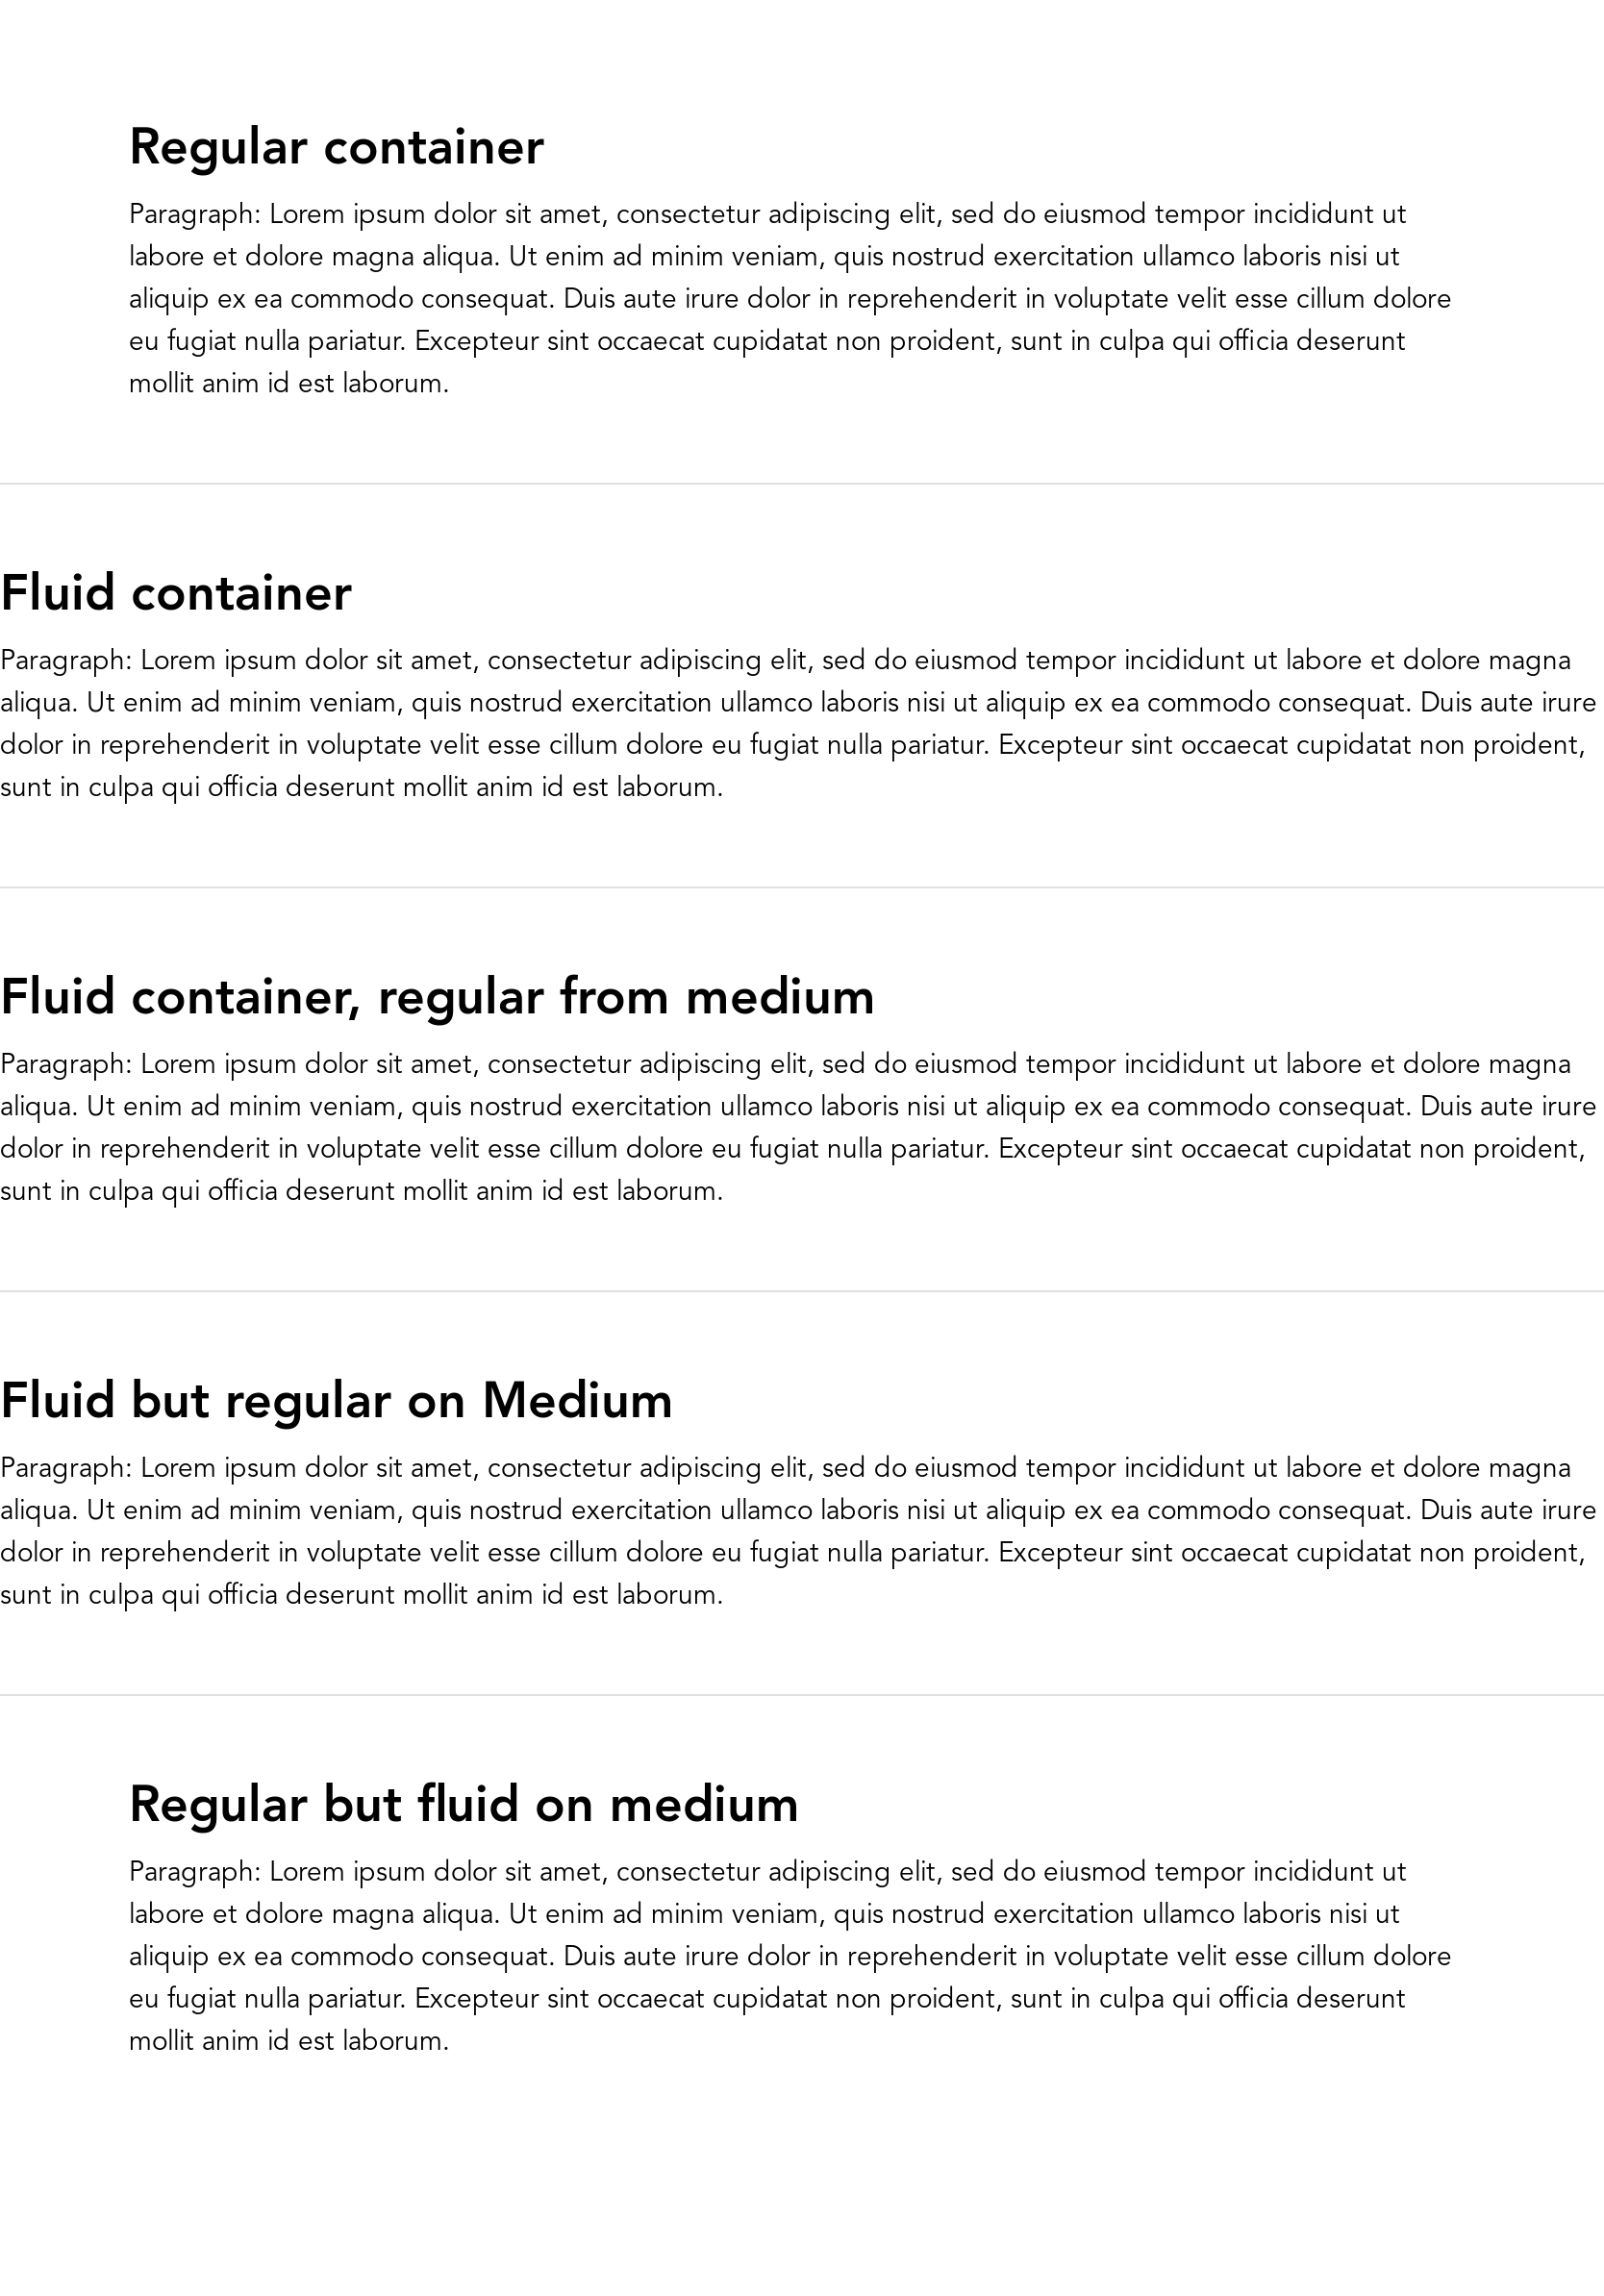 Regular container
Paragraph: Lorem ipsum dolor sit amet, consectetur adipiscing elit, sed do eiusmod tempor incididunt ut
labore et dolore magna aliqua. Ut enim ad minim veniam, quis nostrud exercitation ullamco laboris nisi ut
aliquip ex ea commodo consequat. Duis aute irure dolor in reprehenderit in voluptate velit esse cillum dolore
eu fugiat nulla pariatur. Excepteur sint occaecat cupidatat non proident, sunt in culpa qui officia deserunt
mollit anim id est laborum.
Fluid container
Paragraph: Lorem ipsum dolor sit amet, consectetur adipiscing elit, sed do eiusmod tempor incididunt ut labore et dolore magna
aliqua. Ut enim ad minim veniam, quis nostrud exercitation ullamco laboris nisi ut aliquip ex ea commodo consequat. Duis aute irure
dolor in reprehenderit in voluptate velit esse cillum dolore eu fugiat nulla pariatur. Excepteur sint occaecat cupidatat non proident,
sunt in culpa qui officia deserunt mollit anim id est laborum.
Fluid container, regular from medium
Paragraph: Lorem ipsum dolor sit amet, consectetur adipiscing elit, sed do eiusmod tempor incididunt ut labore et dolore magna
aliqua. Ut enim ad minim veniam, quis nostrud exercitation ullamco laboris nisi ut aliquip ex ea commodo consequat. Duis aute irure
dolor in reprehenderit in voluptate velit esse cillum dolore eu fugiat nulla pariatur. Excepteur sint occaecat cupidatat non proident,
sunt in culpa qui officia deserunt mollit anim id est laborum.
Fluid but regular on Medium
Paragraph: Lorem ipsum dolor sit amet, consectetur adipiscing elit, sed do eiusmod tempor incididunt ut labore et dolore magna
aliqua. Ut enim ad minim veniam, quis nostrud exercitation ullamco laboris nisi ut aliquip ex ea commodo consequat. Duis aute irure
dolor in reprehenderit in voluptate velit esse cillum dolore eu fugiat nulla pariatur. Excepteur sint occaecat cupidatat non proident,
sunt in culpa qui officia deserunt mollit anim id est laborum.
Regular but fluid on medium
Paragraph: Lorem ipsum dolor sit amet, consectetur adipiscing elit, sed do eiusmod tempor incididunt ut
labore et dolore magna aliqua. Ut enim ad minim veniam, quis nostrud exercitation ullamco laboris nisi ut
aliquip ex ea commodo consequat. Duis aute irure dolor in reprehenderit in voluptate velit esse cillum dolore
eu fugiat nulla pariatur. Excepteur sint occaecat cupidatat non proident, sunt in culpa qui officia deserunt
mollit anim id est laborum.